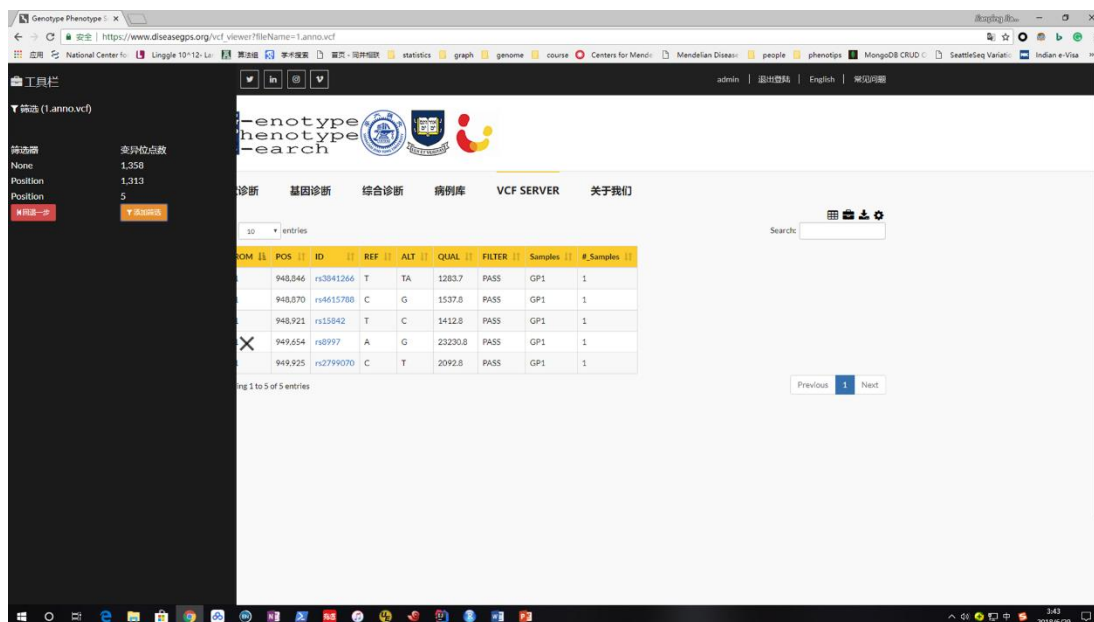 Genotype Phenotype S
安全 | https://www.diseasegps.org/vcf_viewer?fileName=1.anno.vcf
应用 National Center fo Linggle 10^12- La 算法组 学术搜索 首页 - 同并相联 statistics graph genome course Centers for Mende Mendelian Disease people phenotips MongoDB CRUD O SeattleSeq Variatio Indian e-Visa
工具栏
admin | 退出登陆 | English | 常见问题
筛选 (1.anno.vcf)
-enotype
henotype
-earch
筛选器 变异位点数
None 1,358
Position 1,313
Position 5
回退一步 添加筛选
诊断 基因诊断 综合诊断 病例库 VCF SERVER 关于我们
10 entries
Search:
ROM POS ID REF ALT QUAL FILTER Samples #_Samples
948,846 rs3841266 T TA 1283.7 PASS GP1 1
948,870 rs4615788 C G 1537.8 PASS GP1 1
948,921 rs15842 T C 1412.8 PASS GP1 1
949,654 rs8997 A G 23230.8 PASS GP1 1
949,925 rs2799070 C T 2092.8 PASS GP1 1
ing 1 to 5 of 5 entries
Previous 1 Next
中
3:43